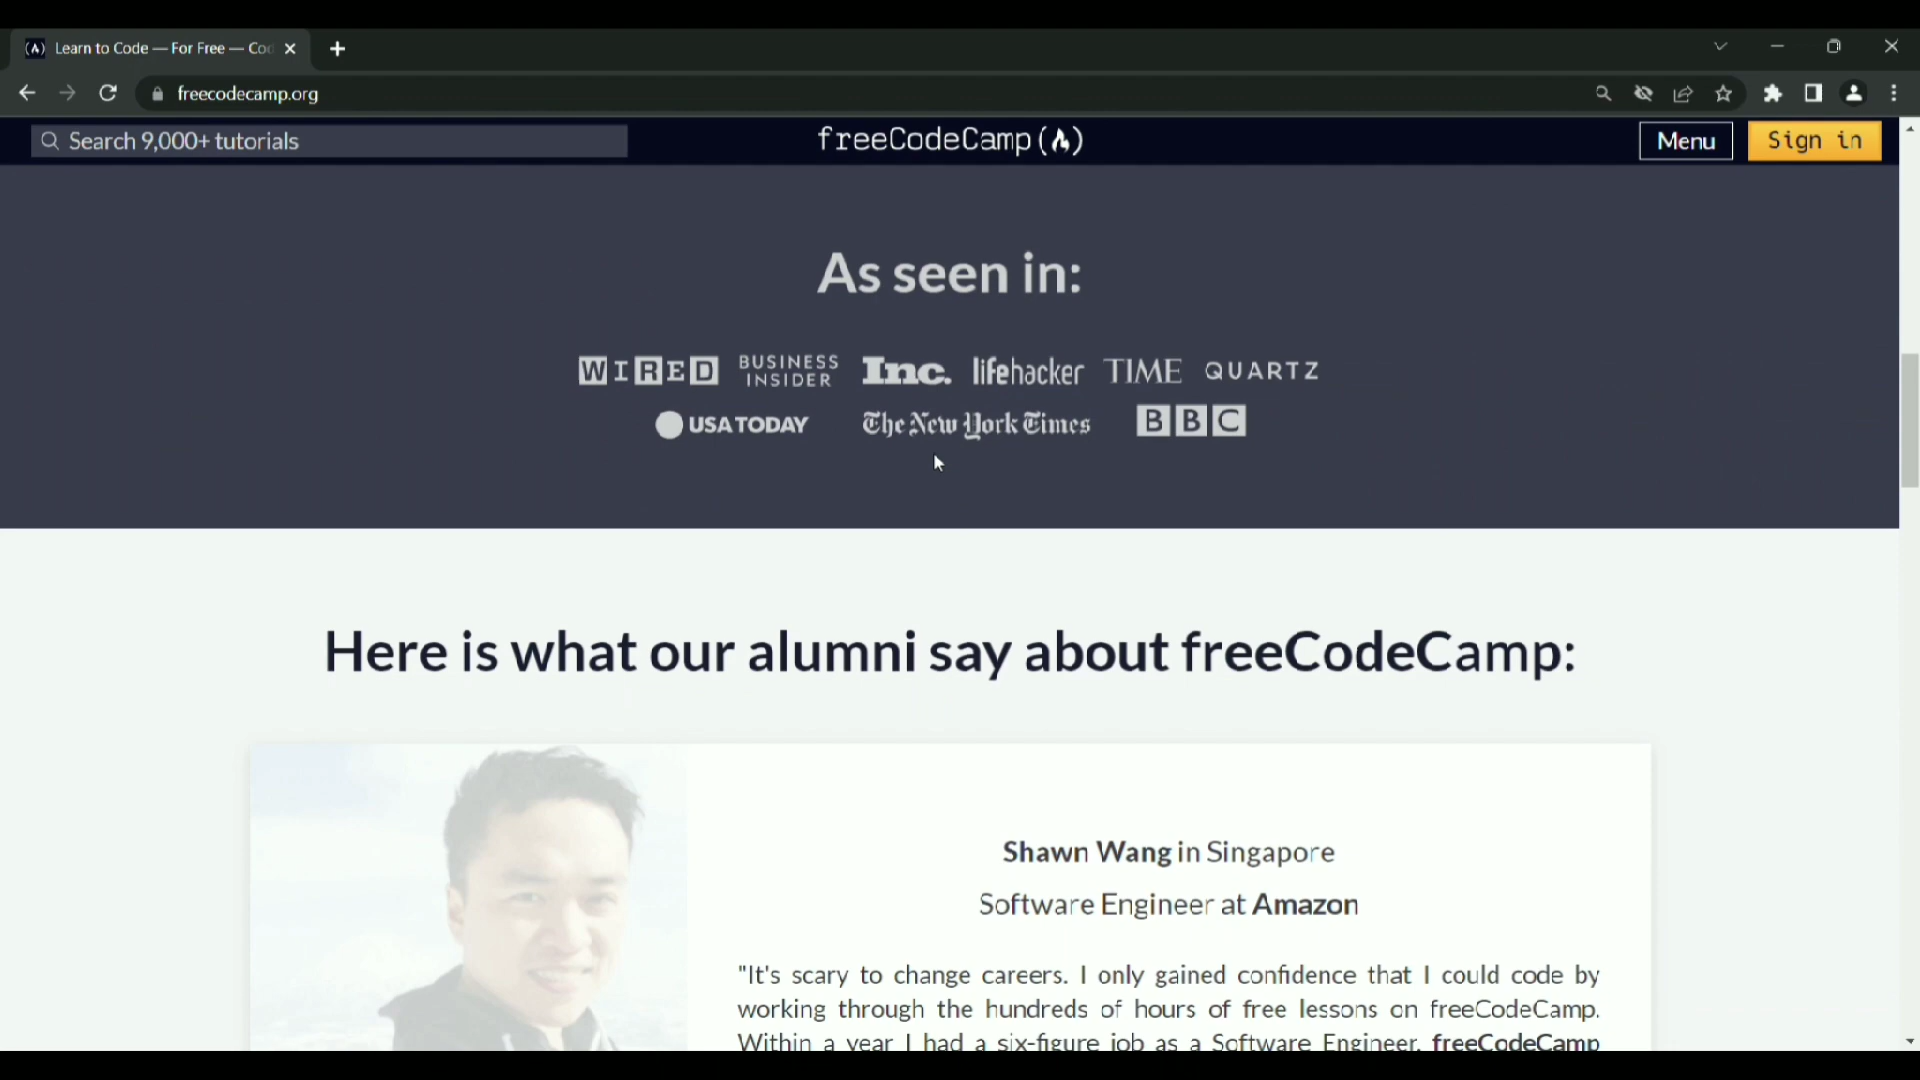 Learn to Code — For Free — Co
freecodecamp.org
Search 9,000+ tutorials
freeCodeCamp(🔥)
Menu
Sign in
As seen in:
WIRED BUSINESS INSIDER Inc. lifehacker TIME QUARTZ
USA TODAY The New York Times BBC
Here is what our alumni say about freeCodeCamp:
Shawn Wang in Singapore
Software Engineer at Amazon
"It's scary to change careers. I only gained confidence that I could code by
working through the hundreds of hours of free lessons on freeCodeCamp.
Within a year I had a six-figure job as a Software Engineer. freeCodeCamp